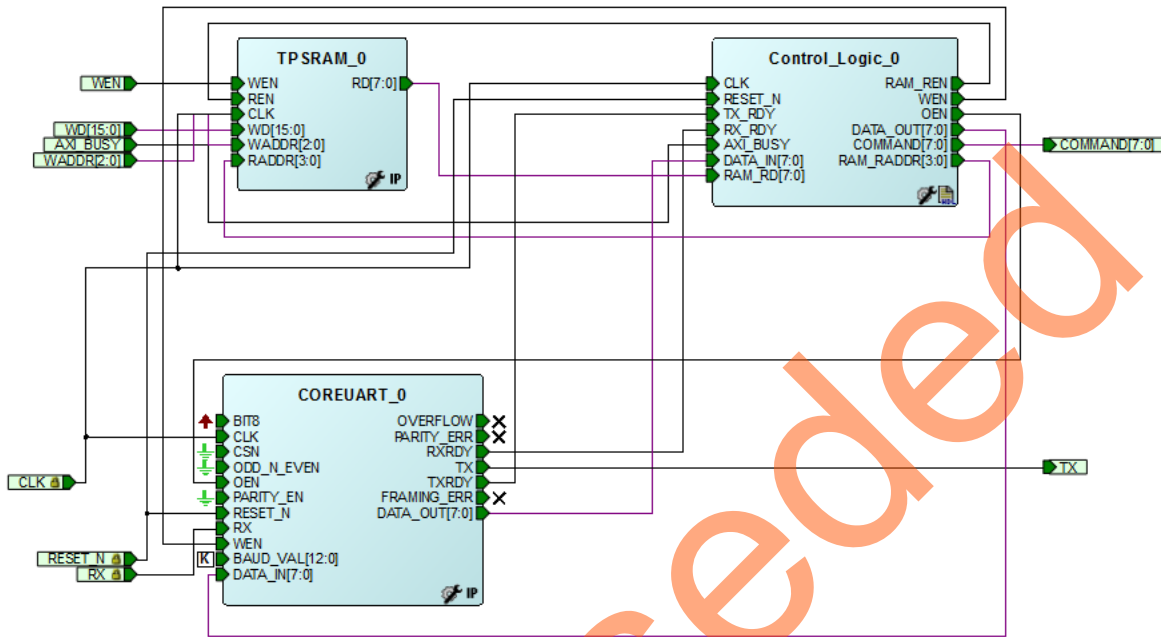 TPSRAM_0
WEN
WEN
RD[7:0]
REN
CLK
WD[15:0]
WD[15:0]
AXI_BUSY
WADDR[2:0]
WADDR[2:0]
RADDR[3:0]
IP
Control_Logic_0
CLK
RAM_REN
RESET_N
WEN
TX_RDY
OEN
RX_RDY
DATA_OUT[7:0]
AXI_BUSY
COMMAND[7:0]
COMMAND[7:0]
DATA_IN[7:0]
RAM_RADDR[3:0]
RAM_RD[7:0]
HDL
COREUART_0
BIT8
OVERFLOW
CLK
PARITY_ERR
CSN
RXRDY
ODD_N_EVEN
TX
TX
CLK
OEN
TXRDY
PARITY_EN
FRAMING_ERR
RESET_N
DATA_OUT[7:0]
RX
WEN
RESET_N
K
BAUD_VAL[12:0]
RX
DATA_IN[7:0]
IP
seded